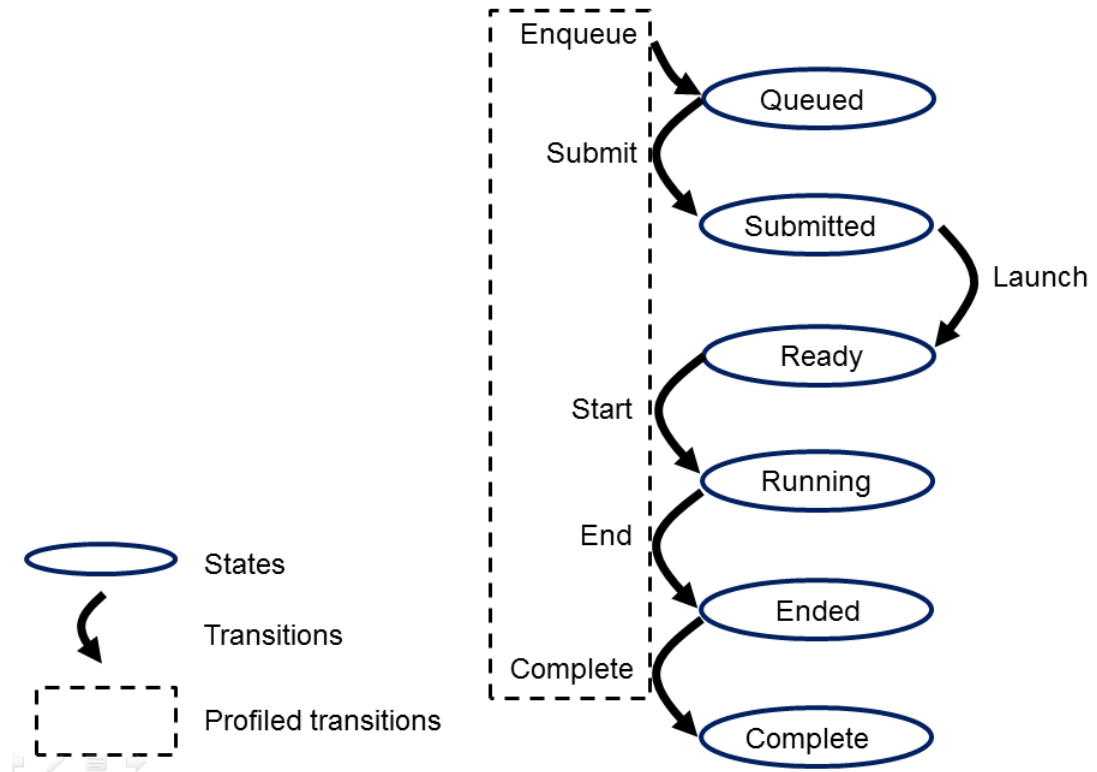 Enqueue
Queued
Submit
Submitted
Launch
Ready
Start
Running
End
Ended
Complete
Complete
States
Transitions
Profiled transitions